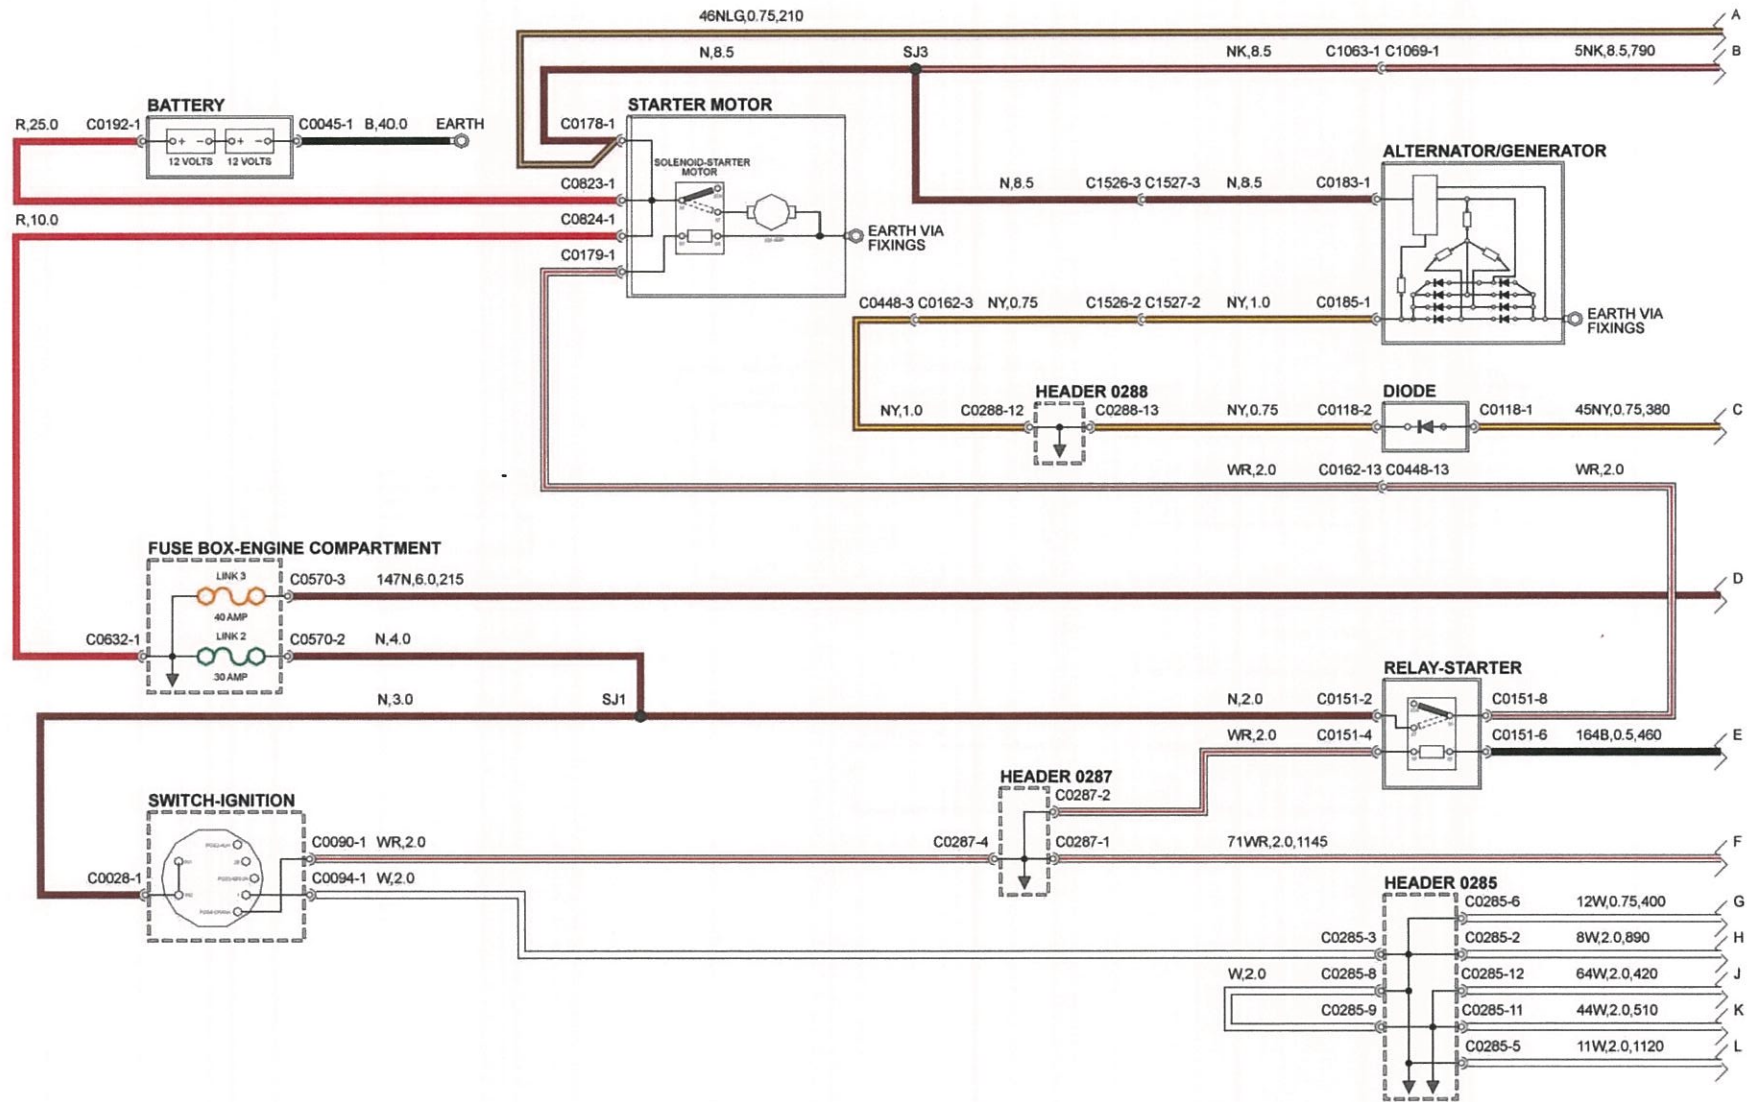 46NLG,0.75,210
A
N,8.5
SJ3
NK,8.5
C1063-1 C1069-1
5NK,8.5,790
B
BATTERY
STARTER MOTOR
R,25.0
C0192-1
C0045-1
B,40.0
EARTH
C0178-1
12 VOLTS
12 VOLTS
SOLENOID-STARTER
MOTOR
ALTERNATOR/GENERATOR
C0823-1
N,8.5
C1526-3 C1527-3
N,8.5
C0183-1
R,10.0
C0824-1
EARTH VIA
FIXINGS
C0179-1
C0448-3 C0162-3
NY,0.75
C1526-2 C1527-2
NY,1.0
C0185-1
EARTH VIA
FIXINGS
HEADER 0288
DIODE
NY,1.0
C0288-12
C0288-13
NY,0.75
C0118-2
C0118-1
45NY,0.75,380
C
WR,2.0
C0162-13 C0448-13
WR,2.0
FUSE BOX-ENGINE COMPARTMENT
LINK 3
C0570-3
147N,6.0,215
D
40 AMP
C0632-1
LINK 2
C0570-2
N,4.0
30 AMP
RELAY-STARTER
N,3.0
SJ1
N,2.0
C0151-2
C0151-8
WR,2.0
C0151-4
C0151-6
164B,0.5,460
E
HEADER 0287
C0287-2
SWITCH-IGNITION
C0090-1
WR,2.0
C0287-4
C0287-1
71WR,2.0,1145
F
C0028-1
C0094-1
W,2.0
HEADER 0285
C0285-6
12W,0.75,400
G
C0285-3
C0285-2
8W,2.0,890
H
W,2.0
C0285-8
C0285-12
64W,2.0,420
J
C0285-9
C0285-11
44W,2.0,510
K
C0285-5
11W,2.0,1120
L